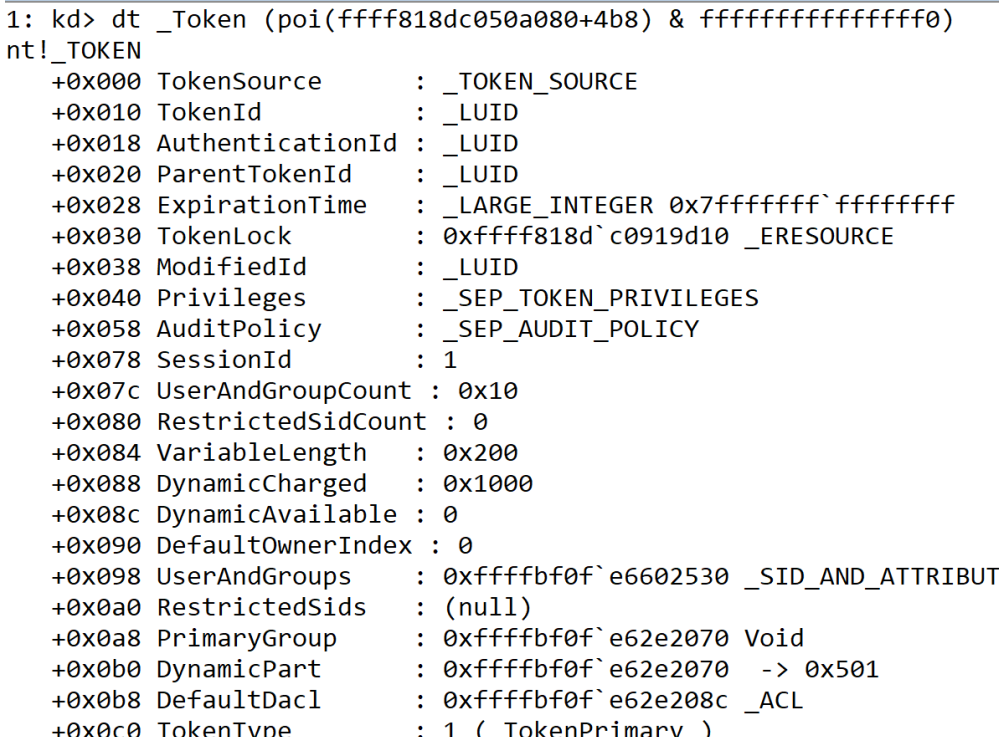 1: kd> dt _Token (poi(ffff818dc050a080+4b8) & fffffffffffffff0)
nt!_TOKEN
   +0x000 TokenSource      : _TOKEN_SOURCE
   +0x010 TokenId          : _LUID
   +0x018 AuthenticationId : _LUID
   +0x020 ParentTokenId    : _LUID
   +0x028 ExpirationTime   : _LARGE_INTEGER 0x7fffffff`ffffffff
   +0x030 TokenLock        : 0xffff818d`c0919d10 _ERESOURCE
   +0x038 ModifiedId       : _LUID
   +0x040 Privileges       : _SEP_TOKEN_PRIVILEGES
   +0x058 AuditPolicy      : _SEP_AUDIT_POLICY
   +0x078 SessionId        : 1
   +0x07c UserAndGroupCount : 0x10
   +0x080 RestrictedSidCount : 0
   +0x084 VariableLength   : 0x200
   +0x088 DynamicCharged   : 0x1000
   +0x08c DynamicAvailable : 0
   +0x090 DefaultOwnerIndex : 0
   +0x098 UserAndGroups    : 0xffffbf0f`e6602530 _SID_AND_ATTRIBUT
   +0x0a0 RestrictedSids   : (null)
   +0x0a8 PrimaryGroup     : 0xffffbf0f`e62e2070 Void
   +0x0b0 DynamicPart      : 0xffffbf0f`e62e2070  -> 0x501
   +0x0b8 DefaultDacl      : 0xffffbf0f`e62e208c _ACL
   +0x0c0 TokenType        : 1 ( TokenPrimary )